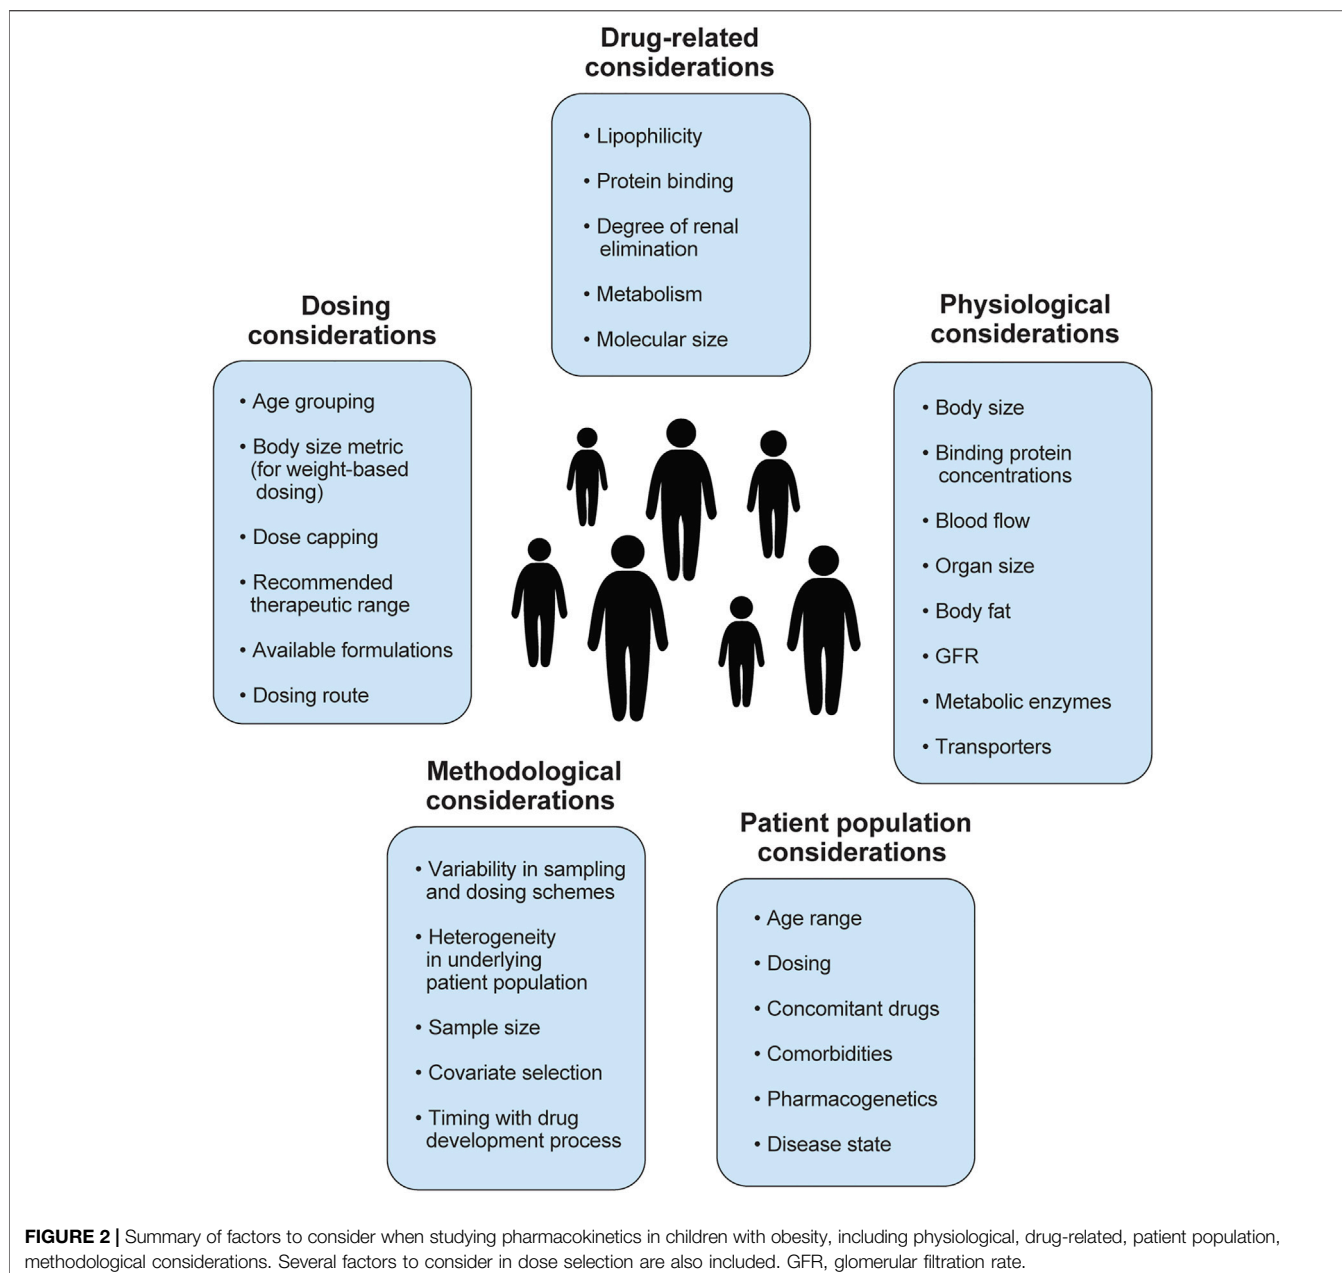 Drug-related
considerations
• Lipophilicity
• Protein binding
• Degree of renal
elimination
• Metabolism
• Molecular size
Dosing
considerations
• Age grouping
• Body size metric
(for weight-based
dosing)
• Dose capping
• Recommended
therapeutic range
• Available formulations
• Dosing route
Physiological
considerations
• Body size
• Binding protein
concentrations
• Blood flow
• Organ size
• Body fat
• GFR
• Metabolic enzymes
• Transporters
Methodological
considerations
• Variability in sampling
and dosing schemes
• Heterogeneity
in underlying
patient population
• Sample size
• Covariate selection
• Timing with drug
development process
Patient population
considerations
• Age range
• Dosing
• Concomitant drugs
• Comorbidities
• Pharmacogenetics
• Disease state
FIGURE 2 | Summary of factors to consider when studying pharmacokinetics in children with obesity, including physiological, drug-related, patient population,
methodological considerations. Several factors to consider in dose selection are also included. GFR, glomerular filtration rate.